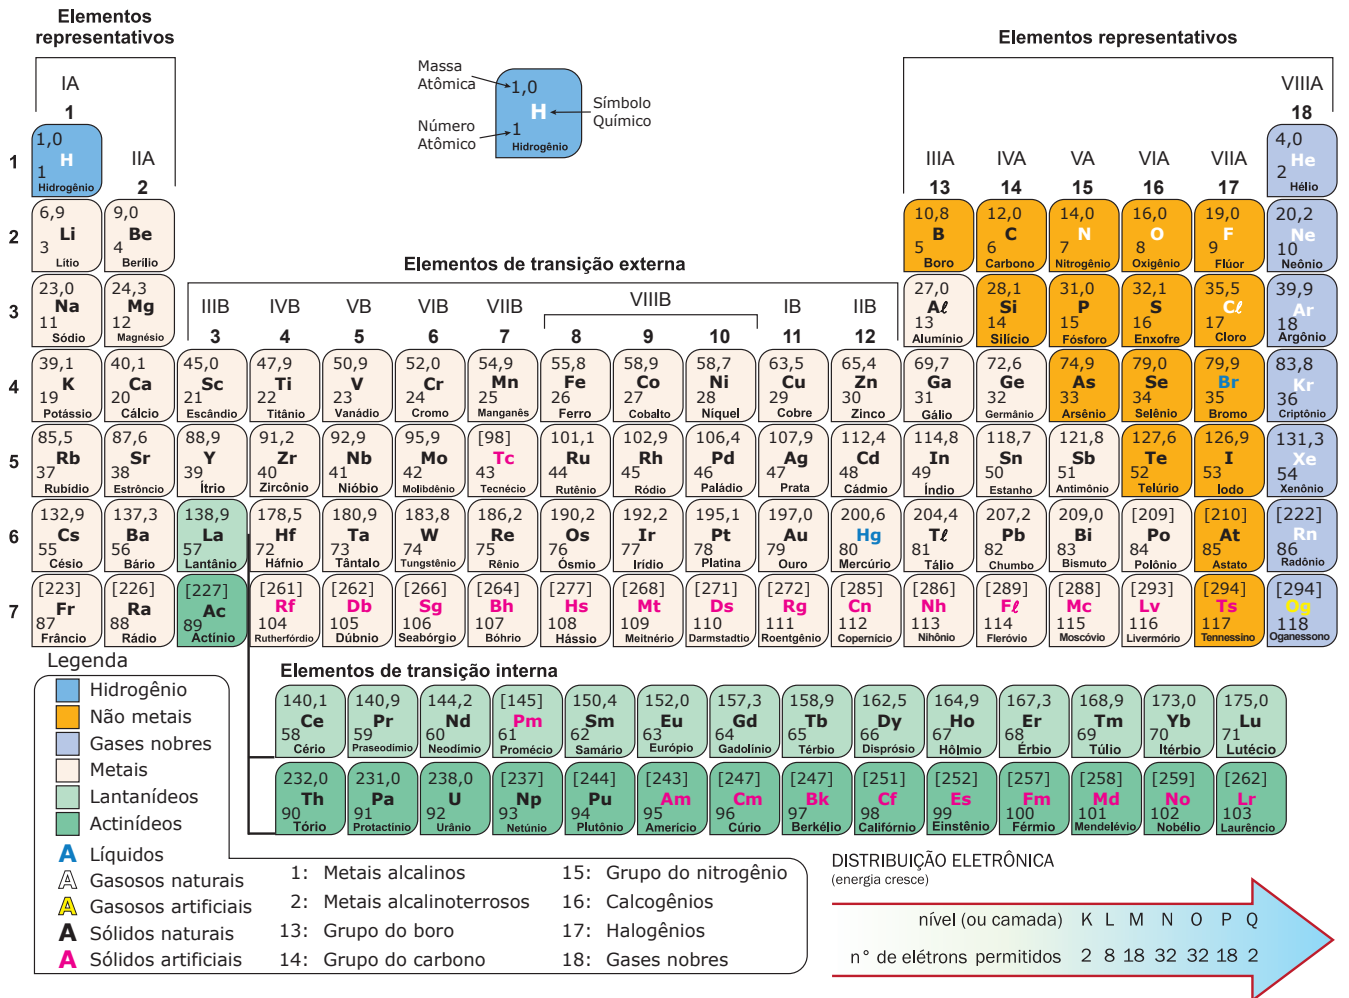 Elementos representativos
Elementos representativos
IA
1
Massa Atômica
1,0
H
1
Hidrogênio
Símbolo Químico
Número Atômico
VIIIA
18
1
1,0 H 1 Hidrogênio
IIA
2
IIIA IVA VA VIA VIIA
13 14 15 16 17
4,0 He 2 Hélio
2
6,9 Li 3 Lítio
9,0 Be 4 Berílio
10,8 B 5 Boro
12,0 C 6 Carbono
14,0 N 7 Nitrogênio
16,0 O 8 Oxigênio
19,0 F 9 Flúor
20,2 Ne 10 Neônio
Elementos de transição externa
3
23,0 Na 11 Sódio
24,3 Mg 12 Magnésio
IIIB IVB VB VIB VIIB VIIIB IB IIB
3 4 5 6 7 8 9 10 11 12
27,0 Aℓ 13 Alumínio
28,1 Si 14 Silício
31,0 P 15 Fósforo
32,1 S 16 Enxofre
35,5 Cℓ 17 Cloro
39,9 Ar 18 Argônio
4
39,1 K 19 Potássio
40,1 Ca 20 Cálcio
45,0 Sc 21 Escândio
47,9 Ti 22 Titânio
50,9 V 23 Vanádio
52,0 Cr 24 Cromo
54,9 Mn 25 Manganês
55,8 Fe 26 Ferro
58,9 Co 27 Cobalto
58,7 Ni 28 Níquel
63,5 Cu 29 Cobre
65,4 Zn 30 Zinco
69,7 Ga 31 Gálio
72,6 Ge 32 Germânio
74,9 As 33 Arsênio
79,0 Se 34 Selênio
79,9 Br 35 Bromo
83,8 Kr 36 Criptônio
5
85,5 Rb 37 Rubídio
87,6 Sr 38 Estrôncio
88,9 Y 39 Ítrio
91,2 Zr 40 Zircônio
92,9 Nb 41 Nióbio
95,9 Mo 42 Molibdênio
[98] Tc 43 Tecnécio
101,1 Ru 44 Rutênio
102,9 Rh 45 Ródio
106,4 Pd 46 Paládio
107,9 Ag 47 Prata
112,4 Cd 48 Cádmio
114,8 In 49 Índio
118,7 Sn 50 Estanho
121,8 Sb 51 Antimônio
127,6 Te 52 Telúrio
126,9 I 53 Iodo
131,3 Xe 54 Xenônio
6
132,9 Cs 55 Césio
137,3 Ba 56 Bário
138,9 La 57 Lantânio
178,5 Hf 72 Háfnio
180,9 Ta 73 Tântalo
183,8 W 74 Tungstênio
186,2 Re 75 Rênio
190,2 Os 76 Ósmio
192,2 Ir 77 Irídio
195,1 Pt 78 Platina
197,0 Au 79 Ouro
200,6 Hg 80 Mercúrio
204,4 Tℓ 81 Tálio
207,2 Pb 82 Chumbo
209,0 Bi 83 Bismuto
[209] Po 84 Polônio
[210] At 85 Astato
[222] Rn 86 Radônio
7
[223] Fr 87 Frâncio
[226] Ra 88 Rádio
[227] Ac 89 Actínio
[261] Rf 104 Rutherfórdio
[262] Db 105 Dúbnio
[266] Sg 106 Seabórgio
[264] Bh 107 Bóhrio
[277] Hs 108 Hássio
[268] Mt 109 Meitnério
[271] Ds 110 Darmstadtio
[272] Rg 111 Roentgênio
[285] Cn 112 Copernício
[286] Nh 113 Nihônio
[289] Fℓ 114 Fleróvio
[288] Mc 115 Moscóvio
[293] Lv 116 Livermório
[294] Ts 117 Tennessino
[294] Og 118 Oganessono
Elementos de transição interna
140,1 Ce 58 Cério
140,9 Pr 59 Praseodímio
144,2 Nd 60 Neodímio
[145] Pm 61 Promécio
150,4 Sm 62 Samário
152,0 Eu 63 Európio
157,3 Gd 64 Gadolínio
158,9 Tb 65 Térbio
162,5 Dy 66 Disprósio
164,9 Ho 67 Hólmio
167,3 Er 68 Érbio
168,9 Tm 69 Túlio
173,0 Yb 70 Itérbio
175,0 Lu 71 Lutécio
232,0 Th 90 Tório
231,0 Pa 91 Protactínio
238,0 U 92 Urânio
[237] Np 93 Netúnio
[244] Pu 94 Plutônio
[243] Am 95 Amerício
[247] Cm 96 Cúrio
[247] Bk 97 Berkélio
[251] Cf 98 Califórnio
[252] Es 99 Einstênio
[257] Fm 100 Férmio
[258] Md 101 Mendelévio
[259] No 102 Nobélio
[262] Lr 103 Laurêncio
Legenda
Hidrogênio
Não metais
Gases nobres
Metais
Lantanídeos
Actinídeos
A Líquidos
A Gasosos naturais
A Gasosos artificiais
A Sólidos naturais
A Sólidos artificiais
1: Metais alcalinos
2: Metais alcalinoterrosos
13: Grupo do boro
14: Grupo do carbono
15: Grupo do nitrogênio
16: Calcogênios
17: Halogênios
18: Gases nobres
DISTRIBUIÇÃO ELETRÔNICA
(energia cresce)
nível (ou camada) K L M N O P Q
n° de elétrons permitidos 2 8 18 32 32 18 2